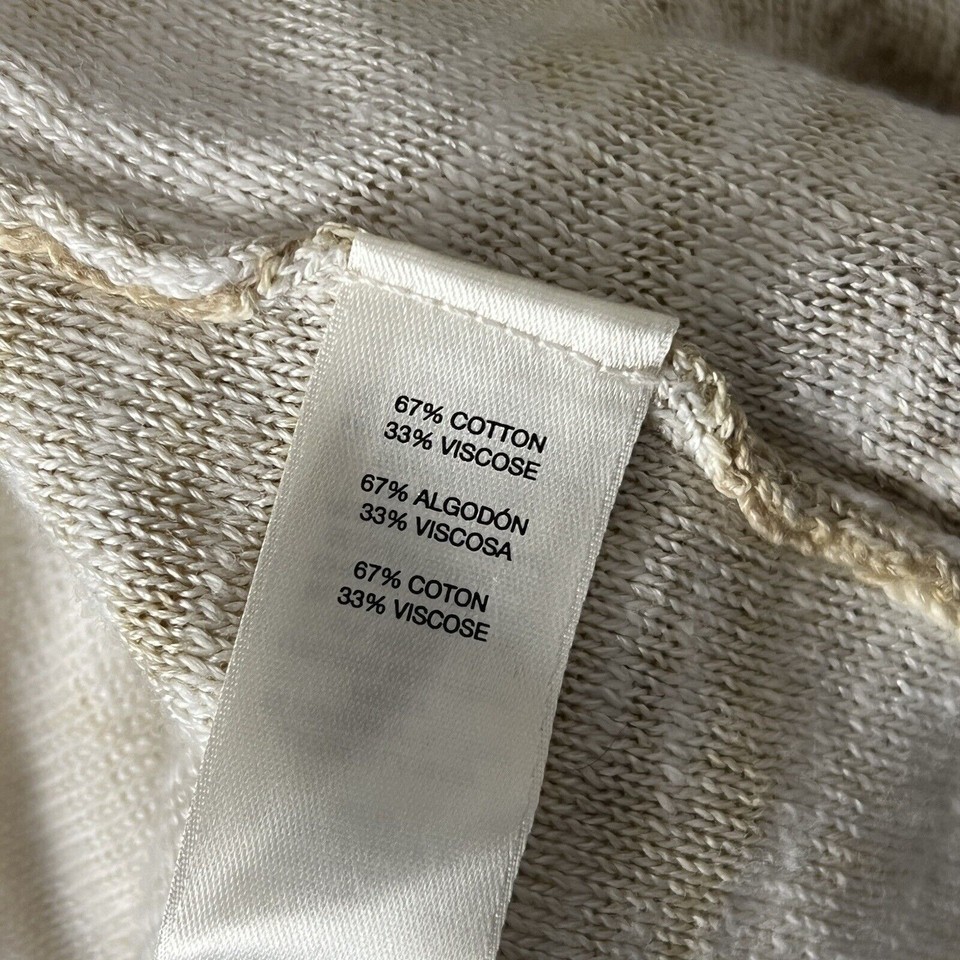 67% COTTON
33% VISCOSE
67% ALGODÓN
33% VISCOSA
67% COTON
33% VISCOSE